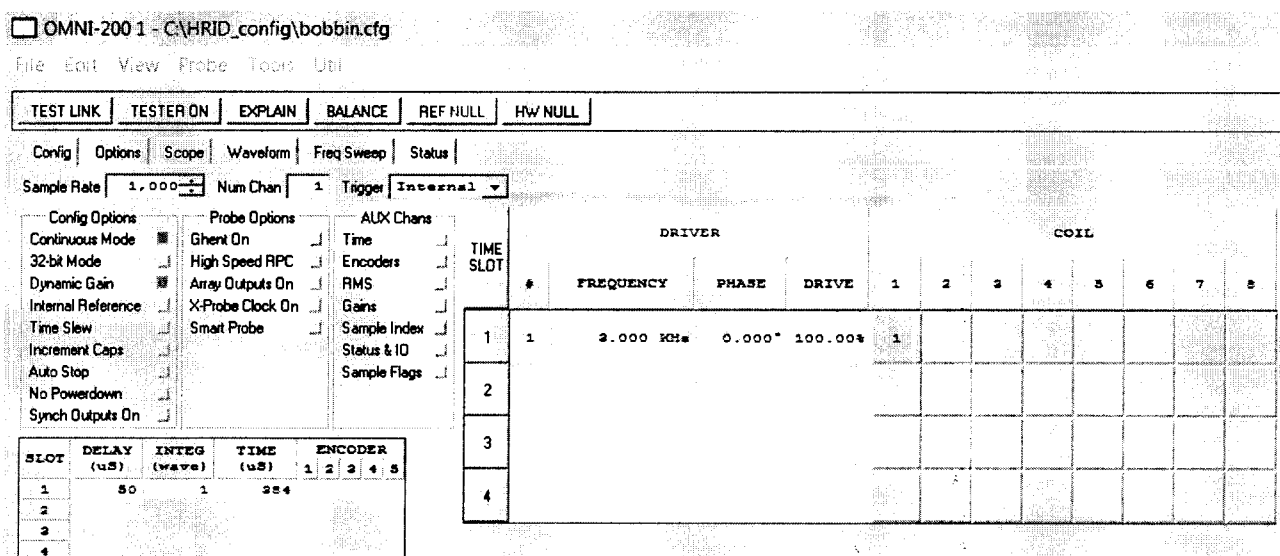 OMNI-200 1 - C:\HRID_config\bobbin.cfg
File Edit View Probe Tools Util
TEST LINK TESTER ON EXPLAIN BALANCE REF NULL HW NULL
Config Options Scope Waveform Freq Sweep Status
Sample Rate 1,000 Num Chan 1 Trigger Internal
Config Options Probe Options AUX Chans
Continuous Mode Ghent On Time
32-bit Mode High Speed RPC Encoders
Dynamic Gain Array Outputs On RMS
Internal Reference X-Probe Clock On Gains
Time Slew Smart Probe Sample Index
Increment Caps Status & IO
Auto Stop Sample Flags
No Powerdown
Synch Outputs On
SLOT DELAY (uS) INTEG (wave) TIME (uS) ENCODER 1 2 3 4 5
1 50 1
2
3
4
TIME SLOT DRIVER COIL
# FREQUENCY PHASE DRIVE 1 2 3 4 5 6 7 8
1 1 0.000° 100.00% 1
2
3
4